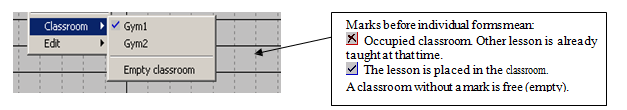 Classroom
Gym1
Edit
Gym2
Empty classroom
Marks before individual forms mean:
Occupied classroom. Other lesson is already
taught at that time.
The lesson is placed in the classroom.
A classroom without a mark is free (empty).